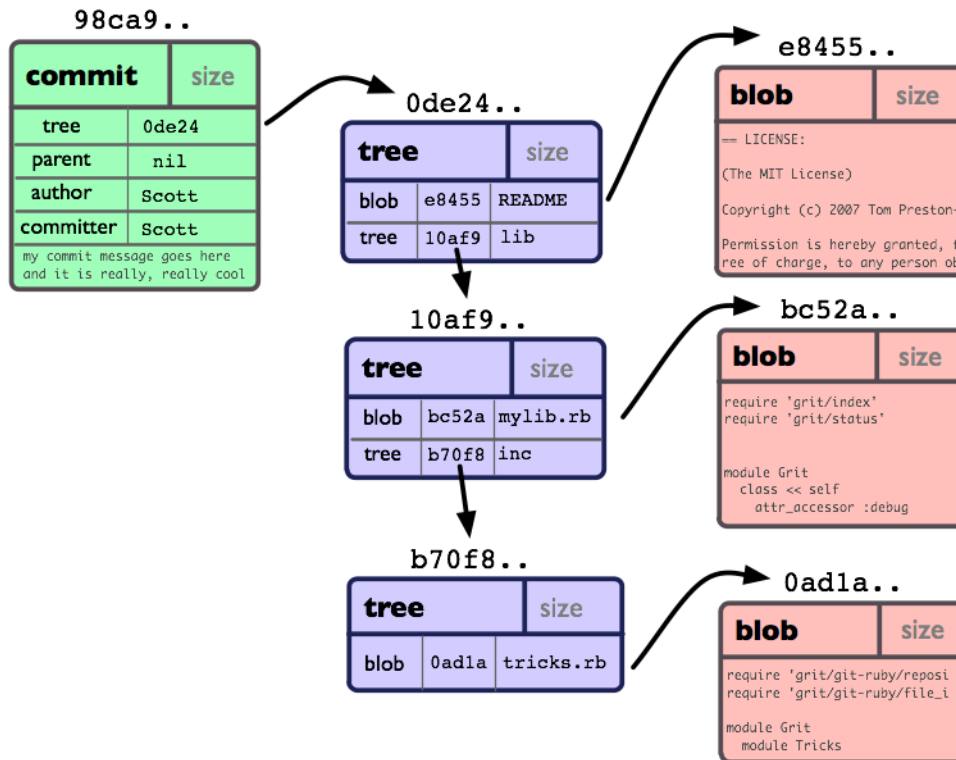 98ca9..
commit size
tree 0de24
parent nil
author Scott
committer Scott
my commit message goes here
and it is really, really cool
0de24..
tree size
blob e8455 README
tree 10af9 lib
10af9..
tree size
blob bc52a mylib.rb
tree b70f8 inc
b70f8..
tree size
blob 0ad1a tricks.rb
e8455..
blob size
== LICENSE:
(The MIT License)
Copyright (c) 2007 Tom Preston-
Permission is hereby granted, f
ree of charge, to any person ob
bc52a..
blob size
require 'grit/index'
require 'grit/status'
module Grit
class << self
attr_accessor :debug
0ad1a..
blob size
require 'grit/git-ruby/reposi
require 'grit/git-ruby/file_i
module Grit
module Tricks